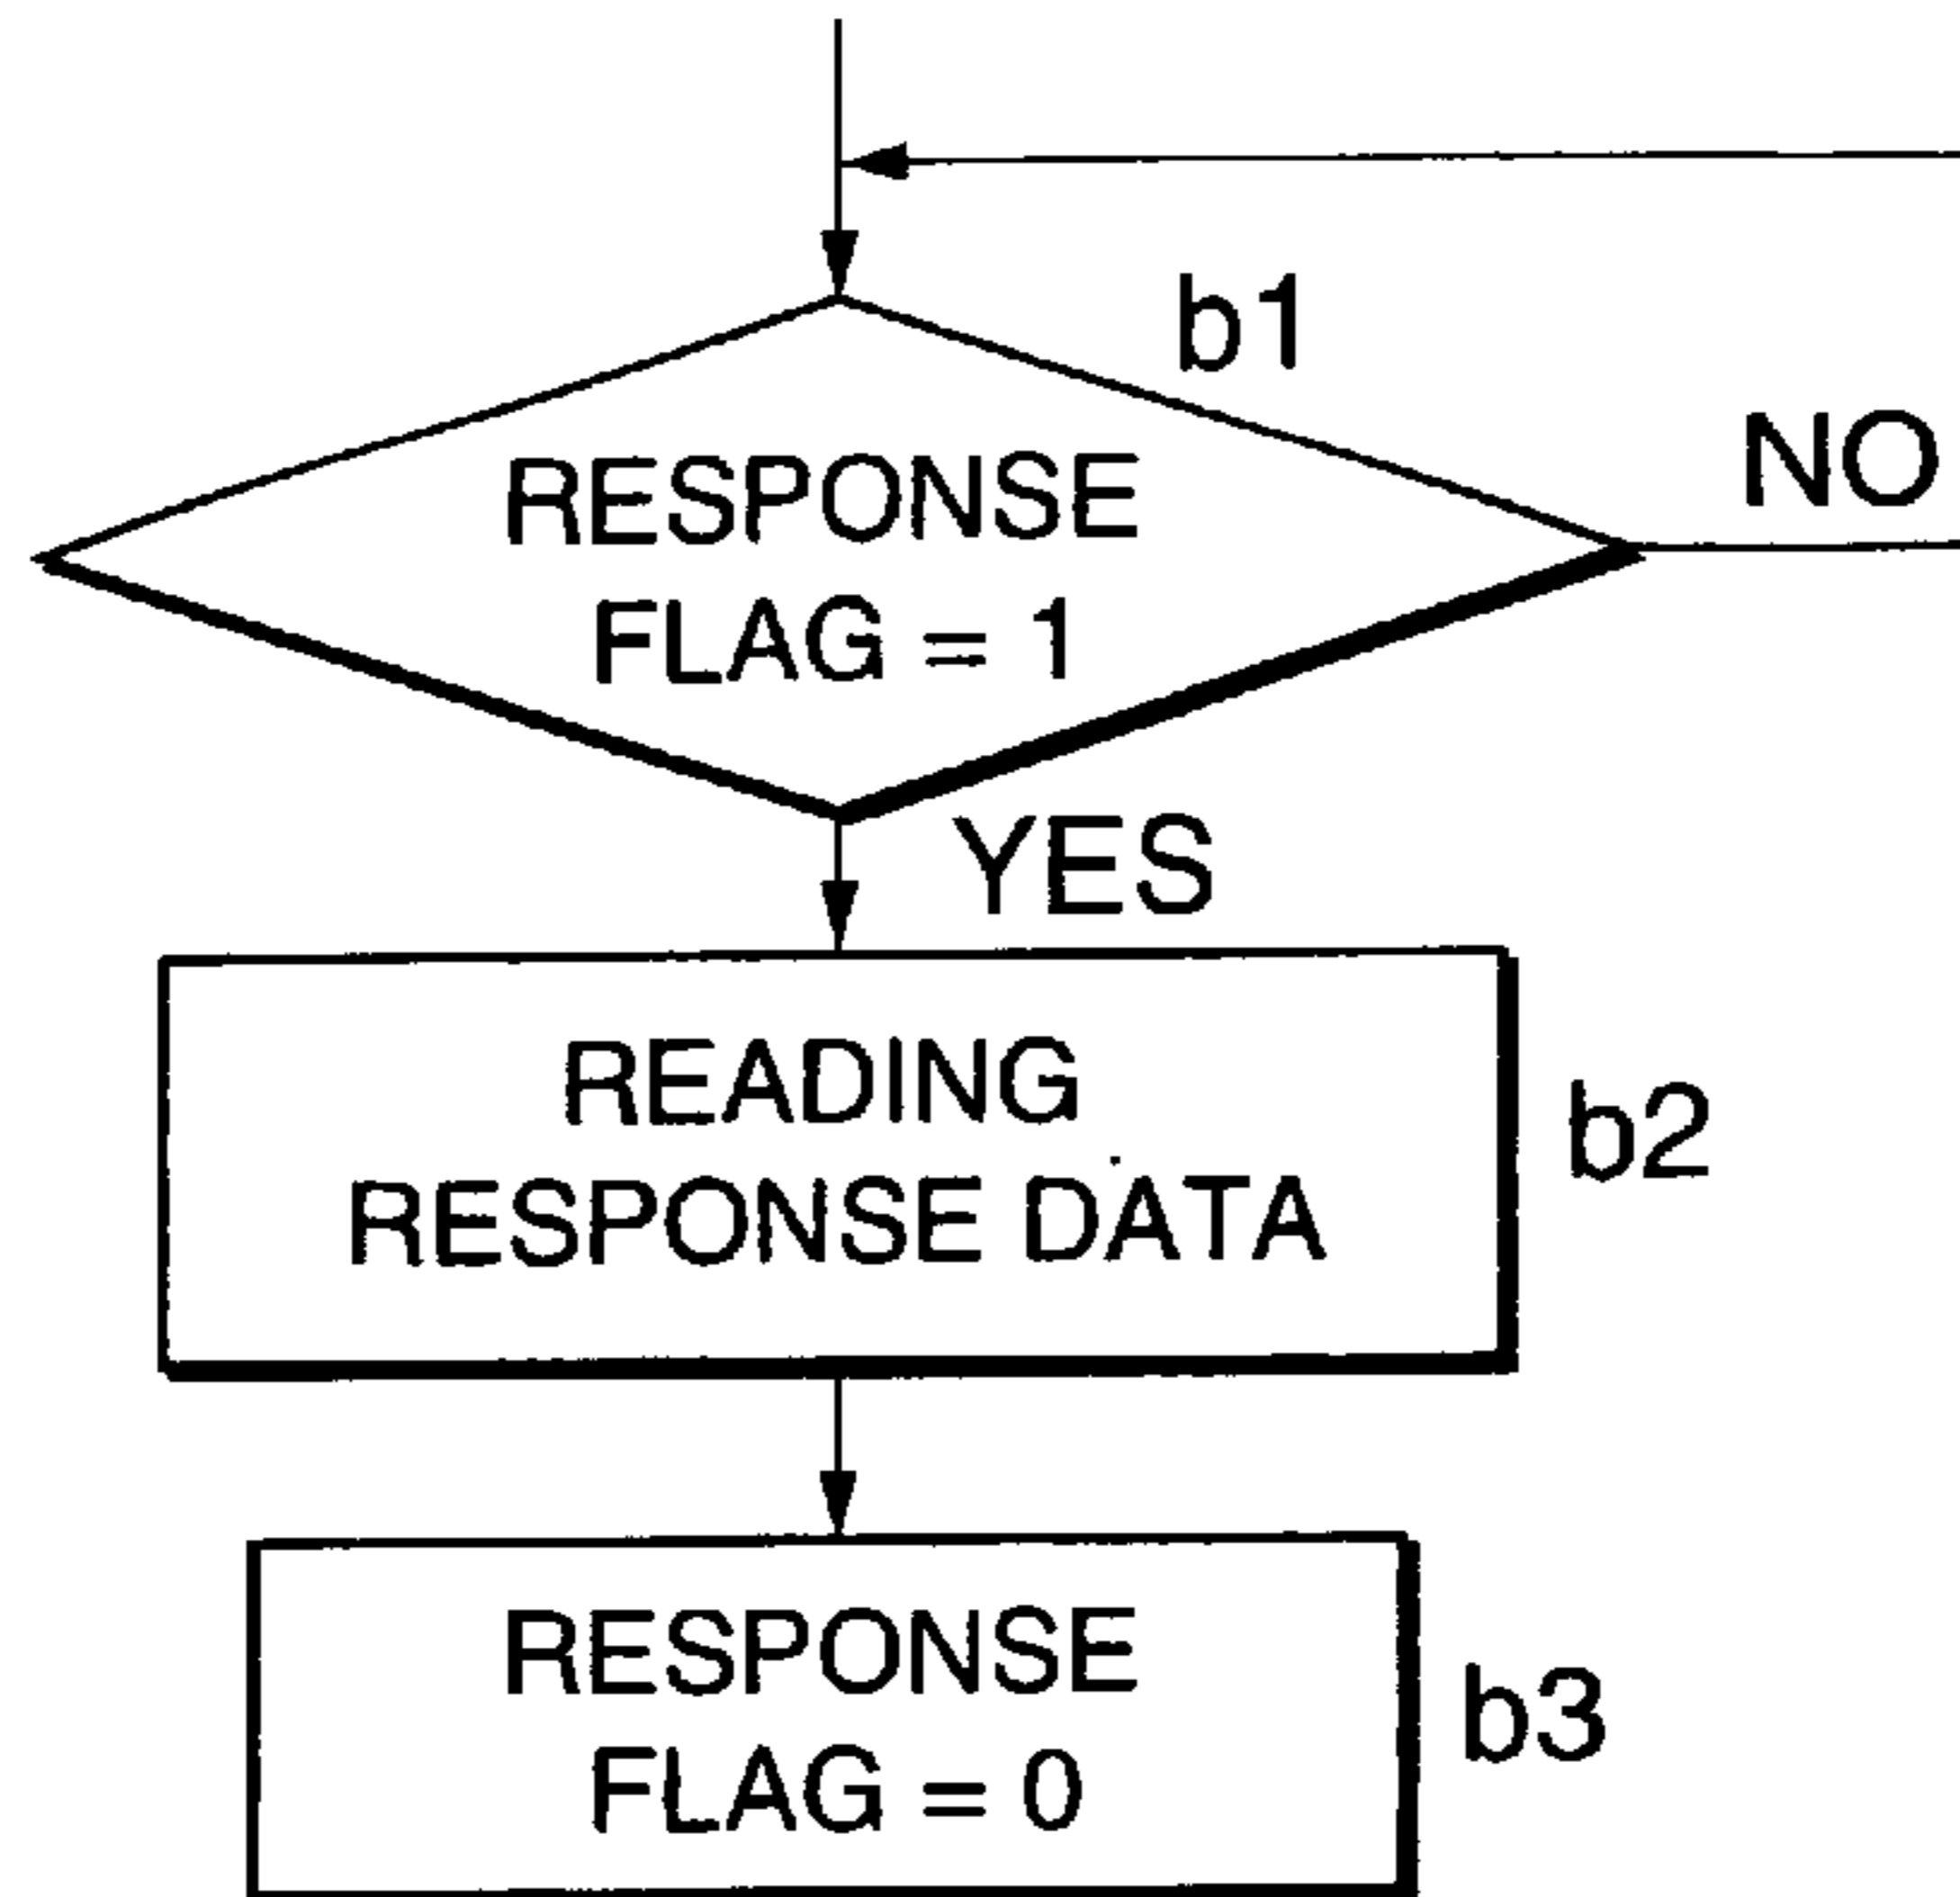 b1
NO
RESPONSE
FLAG = 1
YES
READING
RESPONSE DATA
b2
RESPONSE
FLAG = 0
b3